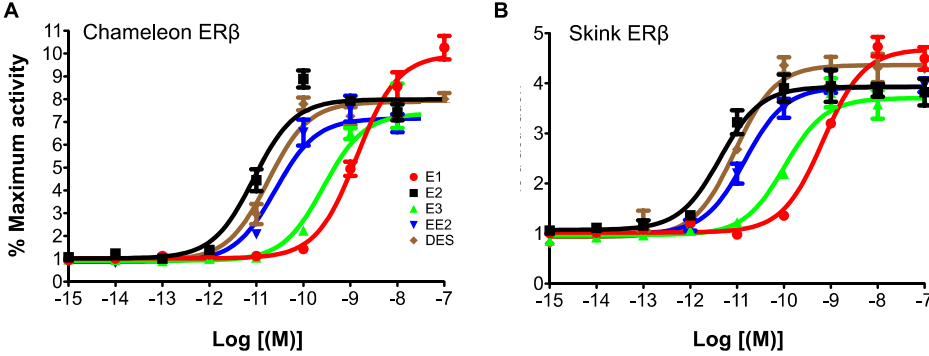 A
Chameleon ERβ
% Maximum activity
11
10
9
8
7
6
5
4
3
2
1
0
-15 -14 -13 -12 -11 -10 -9 -8 -7
Log [(M)]
E1
E2
E3
EE2
DES
B
Skink ERβ
5
4
3
2
1
0
-15 -14 -13 -12 -11 -10 -9 -8 -7
Log [(M)]